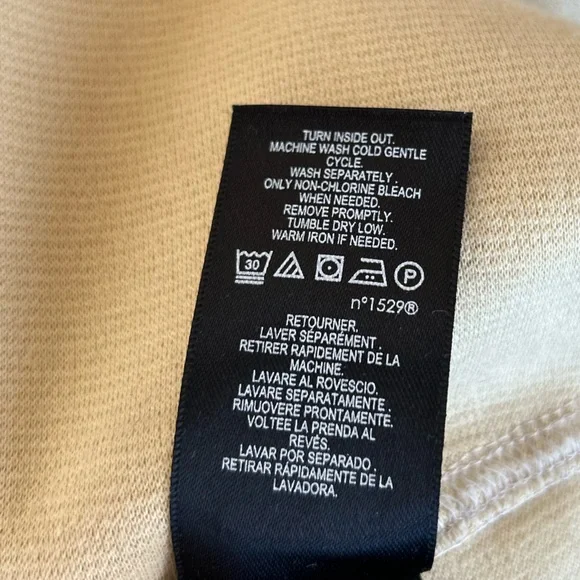 TURN INSIDE OUT.
MACHINE WASH COLD GENTLE
CYCLE.
WASH SEPARATELY .
ONLY NON-CHLORINE BLEACH
WHEN NEEDED.
REMOVE PROMPTLY.
TUMBLE DRY LOW.
WARM IRON IF NEEDED.
30 P
n°1529®
RETOURNER.
LAVER SÉPARÉMENT .
RETIRER RAPIDEMENT DE LA
MACHINE.
LAVARE AL ROVESCIO.
LAVARE SEPARATAMENTE.
RIMUOVERE PRONTAMENTE.
VOLTEE LA PRENDA AL
REVÉS.
LAVAR POR SEPARADO .
RETIRAR RÁPIDAMENTE DE LA
LAVADORA.